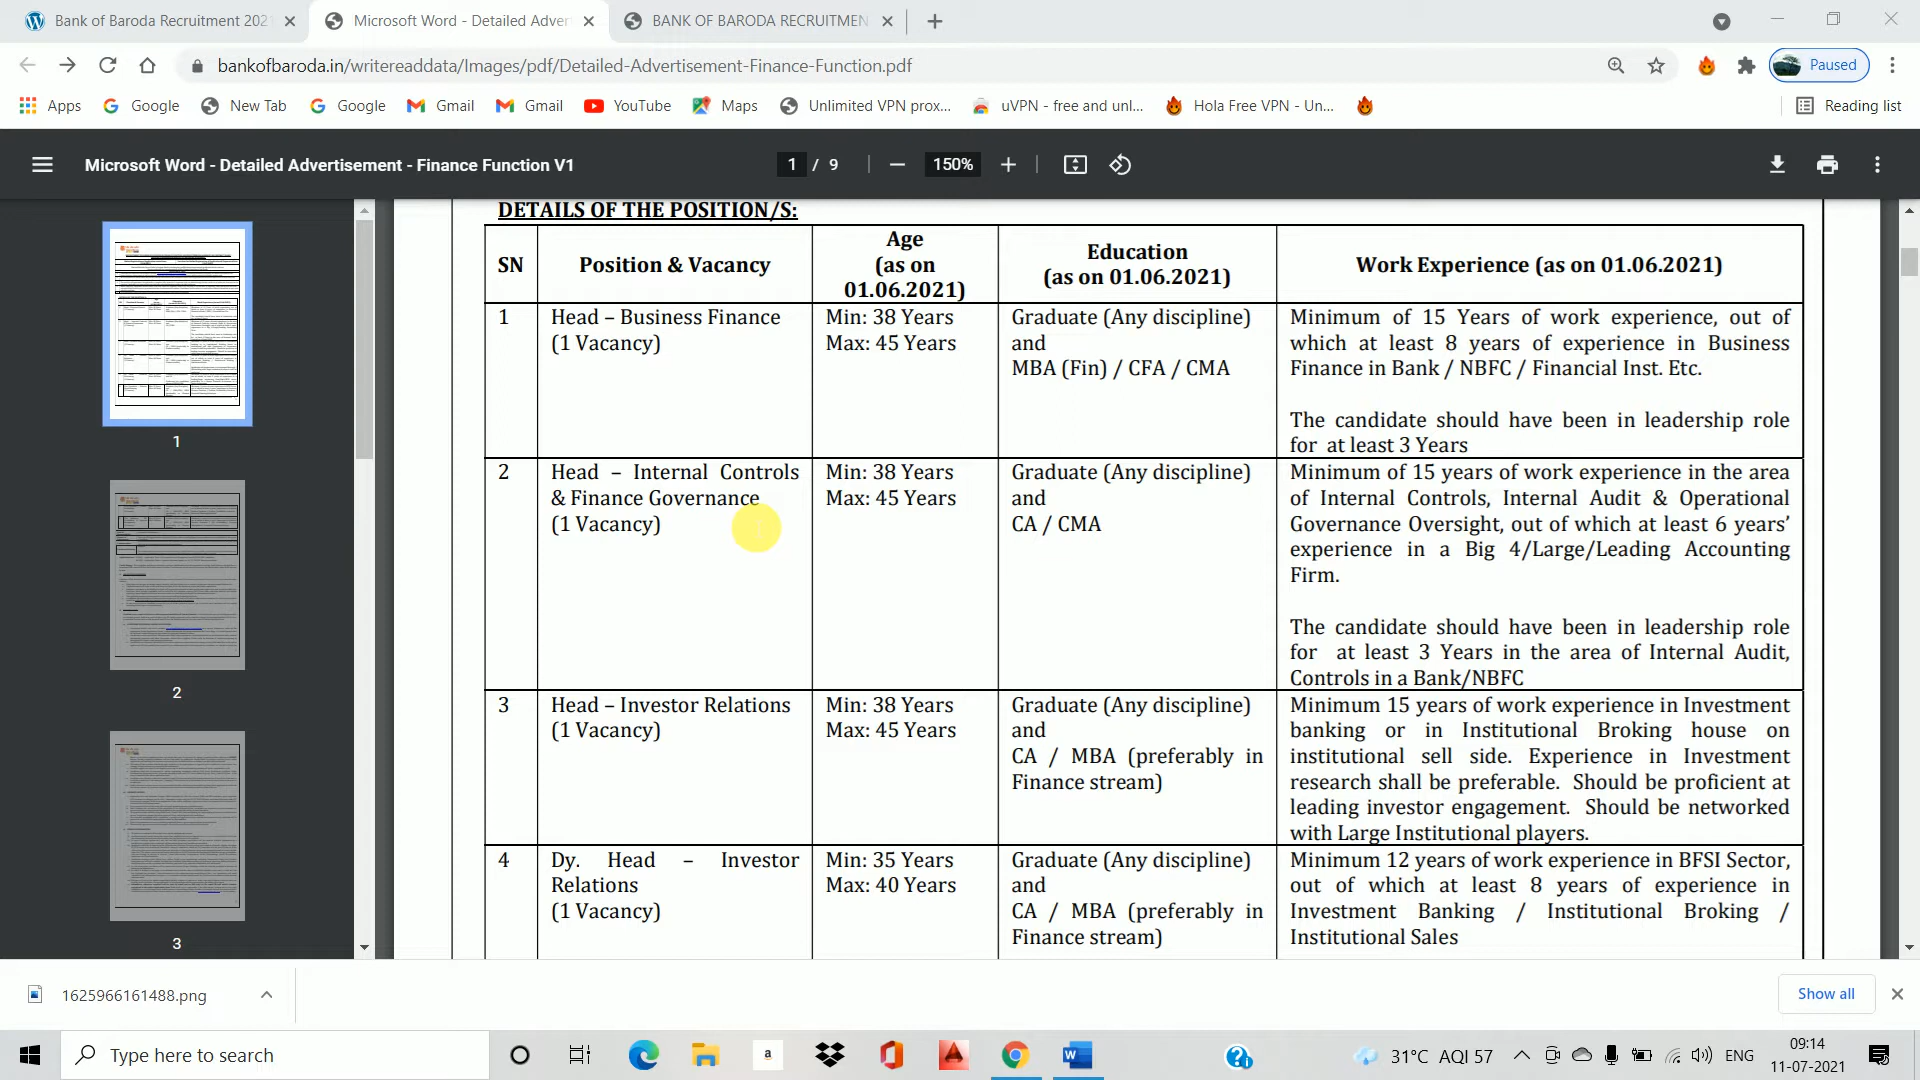 Bank of Baroda Recruitment 202
Microsoft Word - Detailed Adver
BANK OF BARODA RECRUITMEN
bankofbaroda.in/writereaddata/Images/pdf/Detailed-Advertisement-Finance-Function.pdf
Paused
Apps
Google
New Tab
Google
Gmail
Gmail
YouTube
Maps
Unlimited VPN prox...
uVPN - free and unl...
Hola Free VPN - Un...
Reading list
Microsoft Word - Detailed Advertisement - Finance Function V1
1 / 9
150%
1
2
3
DETAILS OF THE POSITION/S:
SN
Position & Vacancy
Age
(as on
01.06.2021)
Education
(as on 01.06.2021)
Work Experience (as on 01.06.2021)
1
Head – Business Finance
(1 Vacancy)
Min: 38 Years
Max: 45 Years
Graduate (Any discipline)
and
MBA (Fin) / CFA / CMA
Minimum of 15 Years of work experience, out of
which at least 8 years of experience in Business
Finance in Bank / NBFC / Financial Inst. Etc.
The candidate should have been in leadership role
for at least 3 Years
2
Head – Internal Controls
& Finance Governance
(1 Vacancy)
Min: 38 Years
Max: 45 Years
Graduate (Any discipline)
and
CA / CMA
Minimum of 15 years of work experience in the area
of Internal Controls, Internal Audit & Operational
Governance Oversight, out of which at least 6 years’
experience in a Big 4/Large/Leading Accounting
Firm.
The candidate should have been in leadership role
for at least 3 Years in the area of Internal Audit,
Controls in a Bank/NBFC
3
Head – Investor Relations
(1 Vacancy)
Min: 38 Years
Max: 45 Years
Graduate (Any discipline)
and
CA / MBA (preferably in
Finance stream)
Minimum 15 years of work experience in Investment
banking or in Institutional Broking house on
institutional sell side. Experience in Investment
research shall be preferable. Should be proficient at
leading investor engagement. Should be networked
with Large Institutional players.
4
Dy. Head – Investor
Relations
(1 Vacancy)
Min: 35 Years
Max: 40 Years
Graduate (Any discipline)
and
CA / MBA (preferably in
Finance stream)
Minimum 12 years of work experience in BFSI Sector,
out of which at least 8 years of experience in
Investment Banking / Institutional Broking /
Institutional Sales
1625966161488.png
Show all
Type here to search
a
31°C AQI 57
ENG
09:14
11-07-2021